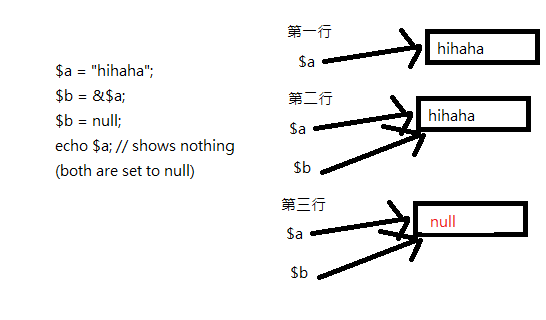 $a = "hihaha";
$b = &$a;
$b = null;
echo $a; // shows nothing
(both are set to null)
第一行
$a
hihaha
第二行
$a
hihaha
$b
第三行
$a
null
$b